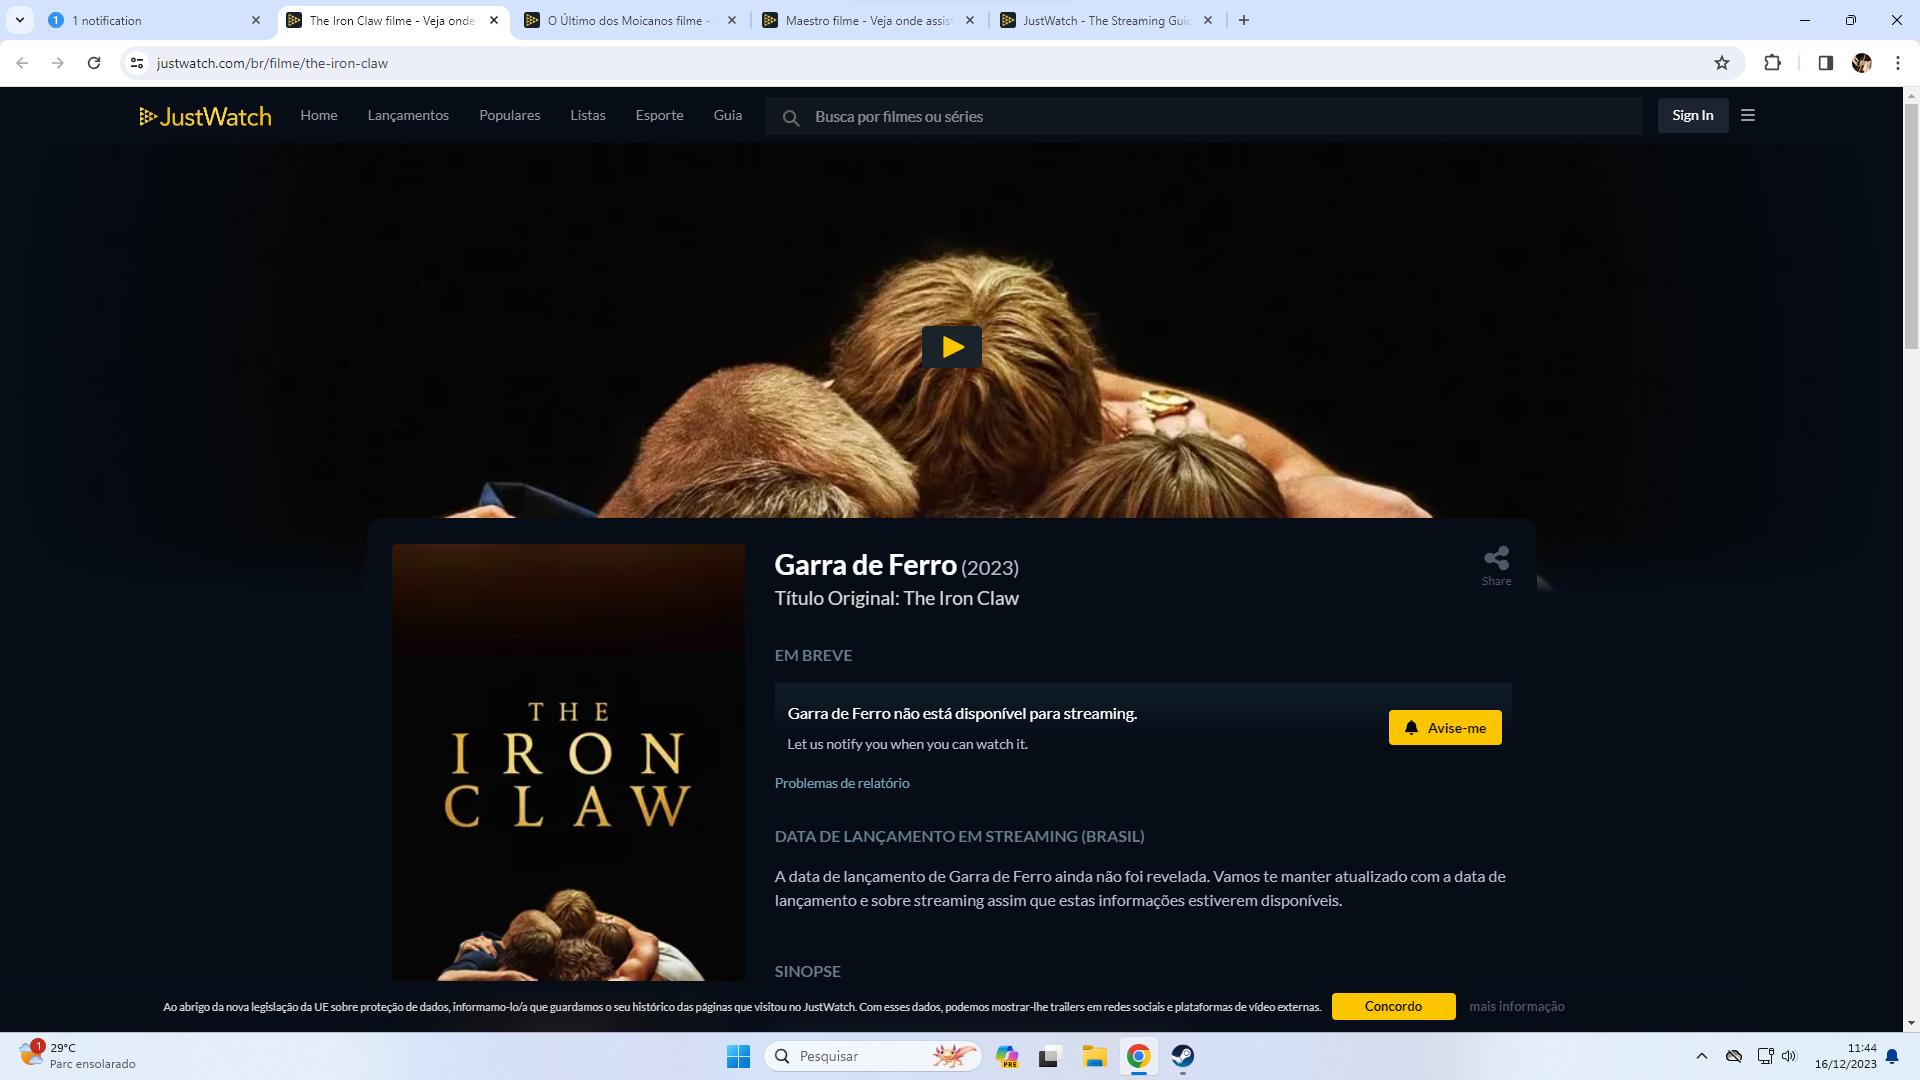 1 notification
The Iron Claw filme - Veja onde
O Último dos Moicanos filme -
Maestro filme - Veja onde assis
JustWatch - The Streaming Guid
justwatch.com/br/filme/the-iron-claw
JustWatch
Home
Lançamentos
Populares
Listas
Esporte
Guia
Busca por filmes ou séries
Sign In
Garra de Ferro (2023)
Título Original: The Iron Claw
Share
EM BREVE
Garra de Ferro não está disponível para streaming.
Let us notify you when you can watch it.
Avise-me
Problemas de relatório
THE
IRON
CLAW
DATA DE LANÇAMENTO EM STREAMING (BRASIL)
A data de lançamento de Garra de Ferro ainda não foi revelada. Vamos te manter atualizado com a data de
lançamento e sobre streaming assim que estas informações estiverem disponíveis.
SINOPSE
Ao abrigo da nova legislação da UE sobre proteção de dados, informamo-lo/a que guardamos o seu histórico das páginas que visitou no JustWatch. Com esses dados, podemos mostrar-lhe trailers em redes sociais e plataformas de vídeo externas.
Concordo
mais informação
1
29°C
Parc ensolarado
Pesquisar
PRE
11:44
16/12/2023